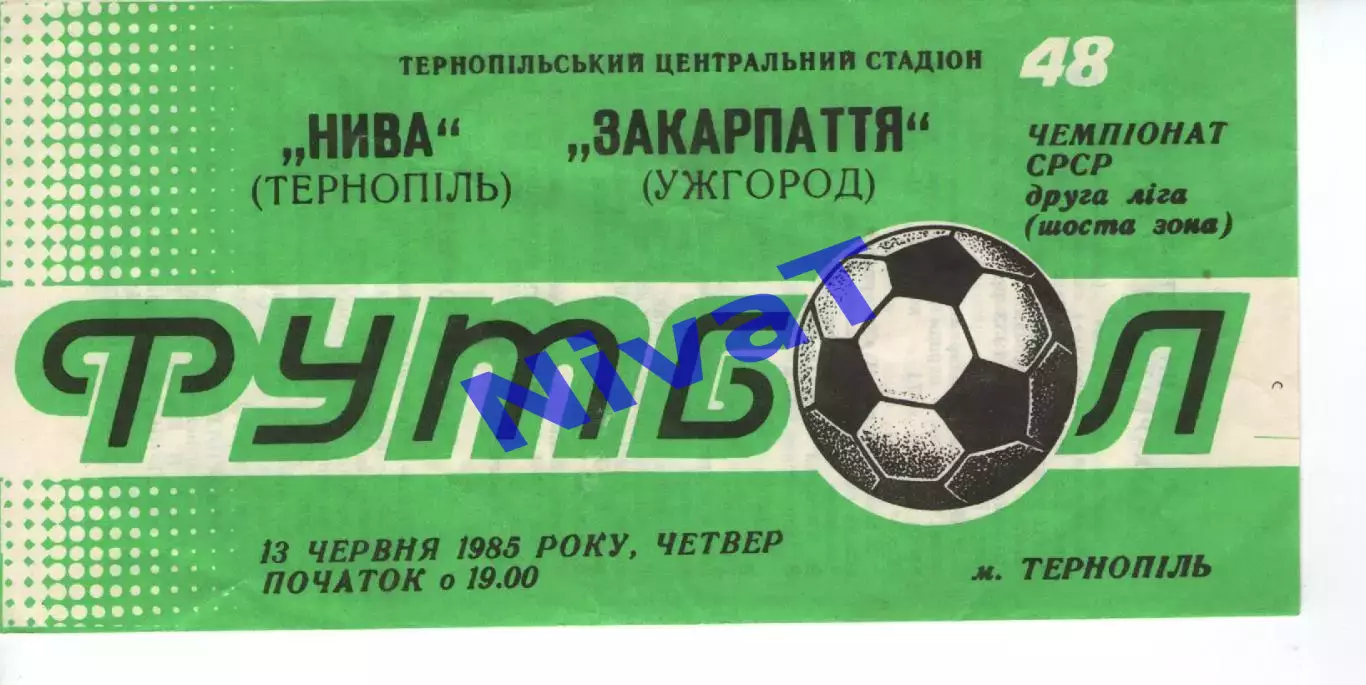 ТЕРНОПІЛЬСЬКИЙ ЦЕНТРАЛЬНИЙ СТАДІОН
48
„НИВА“ „ЗАКАРПАТТЯ“
(ТЕРНОПІЛЬ) (УЖГОРОД)
ЧЕМПІОНАТ
СРСР
друга ліга
(шоста зона)
ФУТБОЛ
NivaT
13 ЧЕРВНЯ 1985 РОКУ, ЧЕТВЕР
ПОЧАТОК о 19.00
м. ТЕРНОПІЛЬ